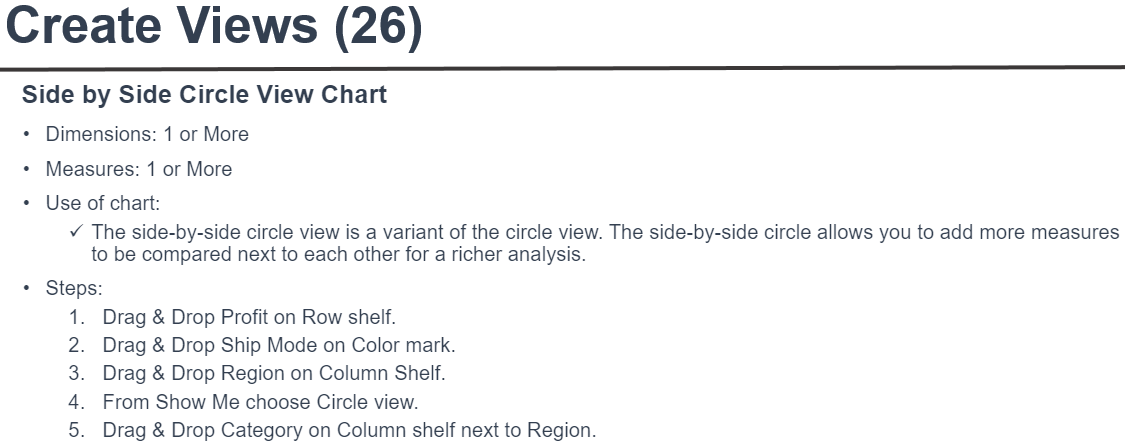 Create Views (26)
Side by Side Circle View Chart
• Dimensions: 1 or More
• Measures: 1 or More
• Use of chart:
✓ The side-by-side circle view is a variant of the circle view. The side-by-side circle allows you to add more measures
to be compared next to each other for a richer analysis.
• Steps:
1. Drag & Drop Profit on Row shelf.
2. Drag & Drop Ship Mode on Color mark.
3. Drag & Drop Region on Column Shelf.
4. From Show Me choose Circle view.
5. Drag & Drop Category on Column shelf next to Region.